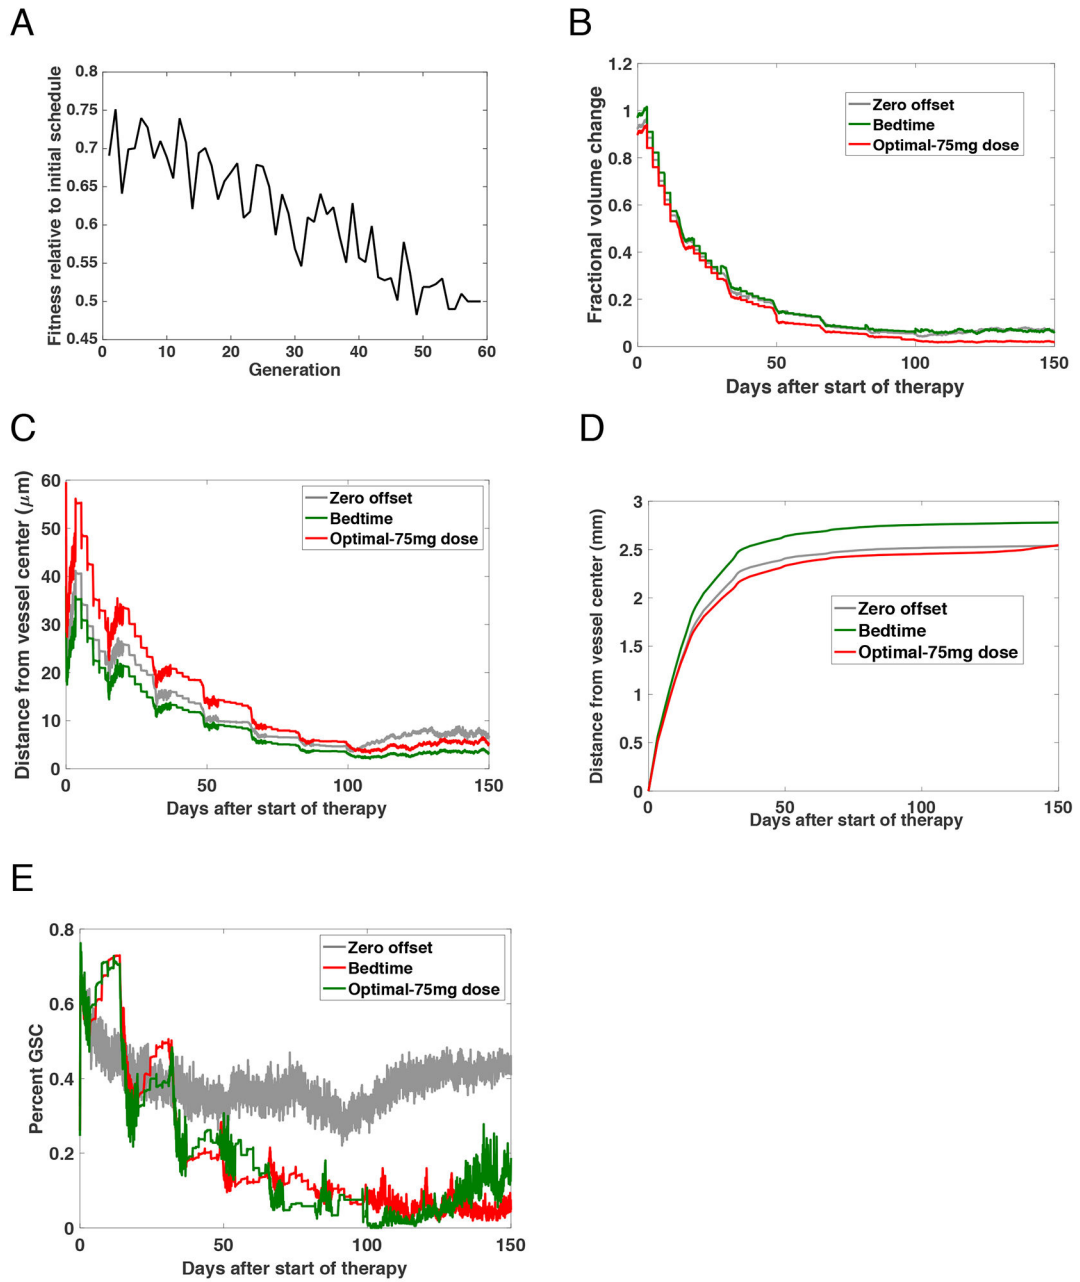 A
Fitness relative to initial schedule
0.8
0.75
0.7
0.65
0.6
0.55
0.5
0.45
0
10
20
30
40
50
60
Generation
B
Fractional volume change
1.2
1
0.8
0.6
0.4
0.2
0
0
50
100
150
Days after start of therapy
Zero offset
Bedtime
Optimal-75mg dose
C
Distance from vessel center (μm)
60
50
40
30
20
10
0
0
50
100
150
Days after start of therapy
Zero offset
Bedtime
Optimal-75mg dose
D
Distance from vessel center (mm)
3
2.5
2
1.5
1
0.5
0
0
50
100
150
Days after start of therapy
Zero offset
Bedtime
Optimal-75mg dose
E
Percent GSC
0.8
0.6
0.4
0.2
0
0
50
100
150
Days after start of therapy
Zero offset
Bedtime
Optimal-75mg dose